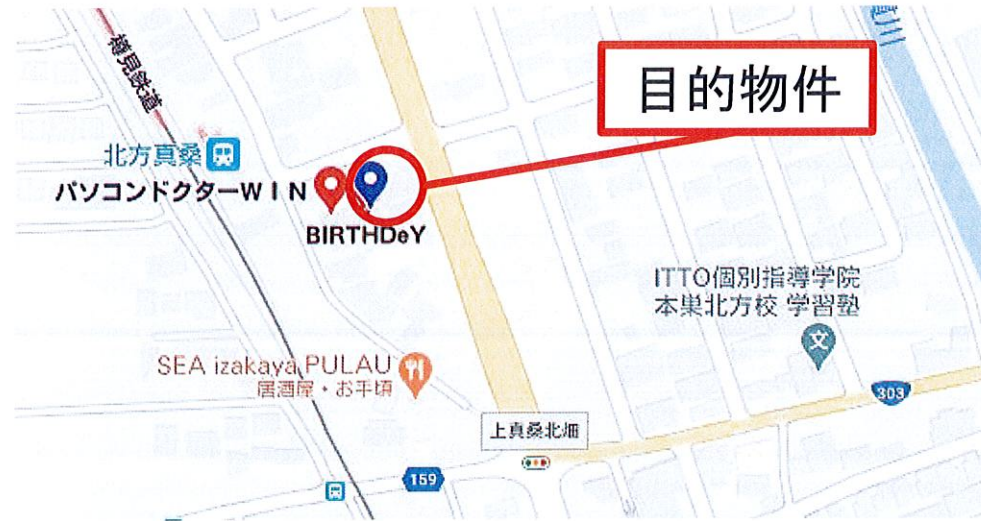 樽見鉄道
目的物件
北方真桑
パソコンドクターWIN
BIRTHDeY
ITTO個別指導学院
本巣北方校 学習塾
SEA izakaya PULAU
居酒屋・お手頃
303
上真桑北畑
159